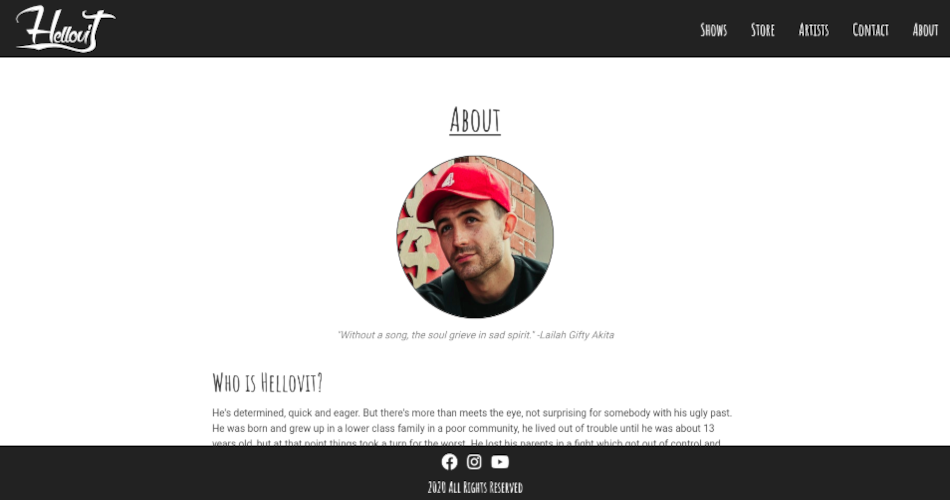 Hellovit
Shows Store Artists Contact About
About
"Without a song, the soul grieve in sad spirit." -Lailah Gifty Akita
Who is Hellovit?
He's determined, quick and eager. But there's more than meets the eye, not surprising for somebody with his ugly past.
He was born and grew up in a lower class family in a poor community, he lived out of trouble until he was about 13
years old, but at that point things took a turn for the worst. He lost his parents in a fight which got out of control and
2020 All Rights Reserved